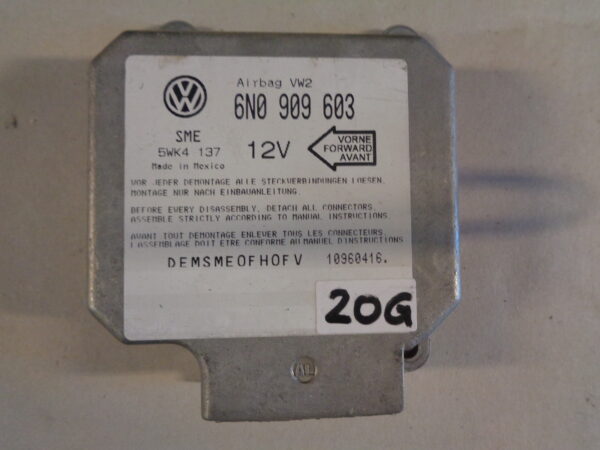 VW
Airbag VW2
6N0 909 603
SME
5WK4 137
Made in Mexico
12V
VORNE
FORWARD
AVANT
VOR JEDER DEMONTAGE ALLE STECKVERBINDUNGEN LOESEN.
MONTAGE NUR NACH EINBAUANLEITUNG.
BEFORE EVERY DISASSEMBLY, DETACH ALL CONNECTORS.
ASSEMBLE STRICTLY ACCORDING TO MANUAL INSTRUCTIONS.
AVANT TOUT DEMONTAGE ENLEVER TOUS LES CONNECTEURS.
L'ASSEMBLAGE DOIT ETRE CONFORME AU MANUEL D'INSTRUCTIONS
DEMSMEOFHOFV 10960416.
20G
AL